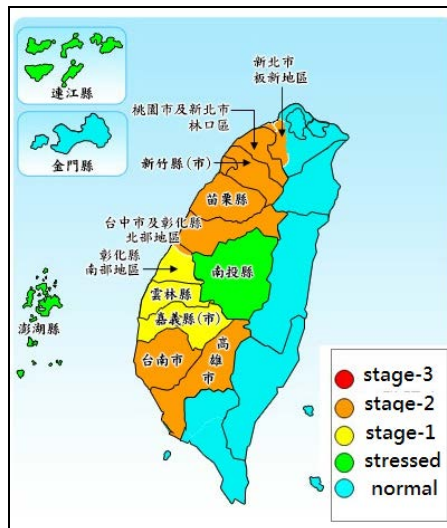 連江縣
金門縣
新北市
板新地區
桃園市及新北市
林口區
新竹縣(市)
苗栗縣
台中市及彰化縣
北部地區
彰化縣
南部地區
南投縣
雲林縣
嘉義縣(市)
澎湖縣
台南市
高雄市
stage-3
stage-2
stage-1
stressed
normal